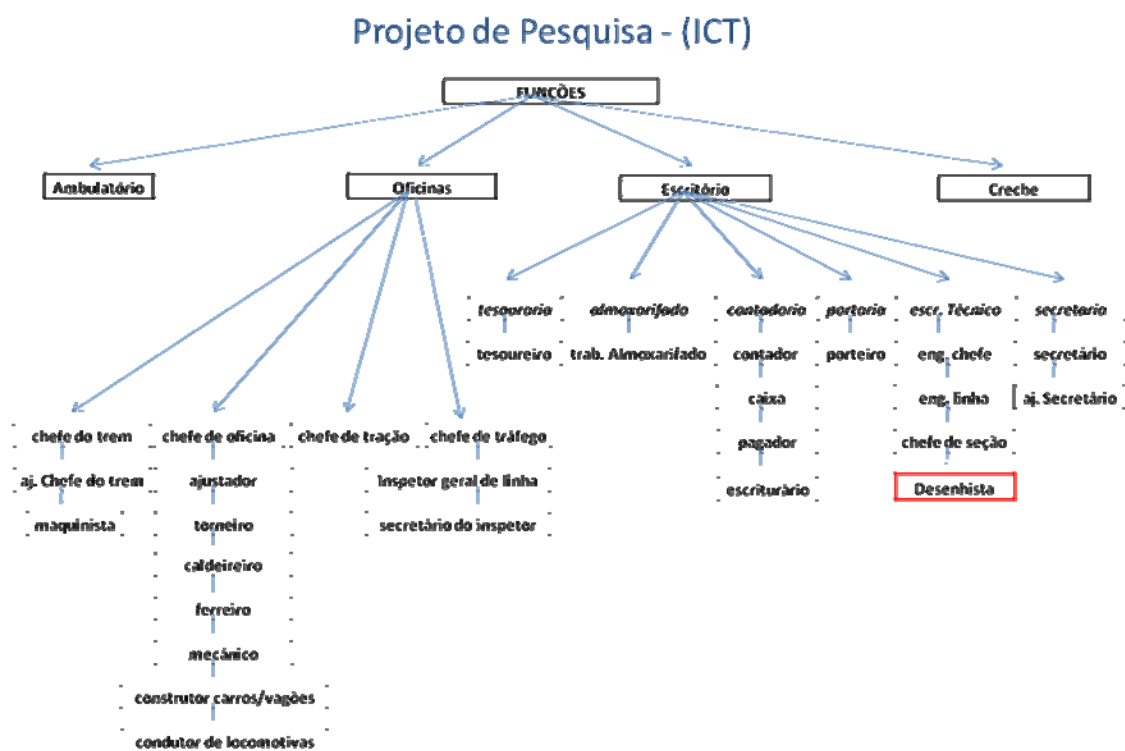 Projeto de Pesquisa - (ICT)
FUNÇÕES
Ambulatório
Oficinas
Escritório
Creche
tesouraria
almoxarifado
contadoria
portaria
escr. Técnico
secretaria
tesoureiro
trab. Almoxarifado
contador
porteiro
eng. chefe
secretário
caixa
eng. linha
aj. Secretário
chefe do trem
chefe de oficina
chefe de tração
chefe de tráfego
pagador
chefe de seção
aj. Chefe do trem
ajustador
Inspetor geral de linha
escriturário
Desenhista
maquinista
torneiro
secretário do inspetor
caldeireiro
ferreiro
mecânico
construtor carros/vagões
condutor de locomotivas